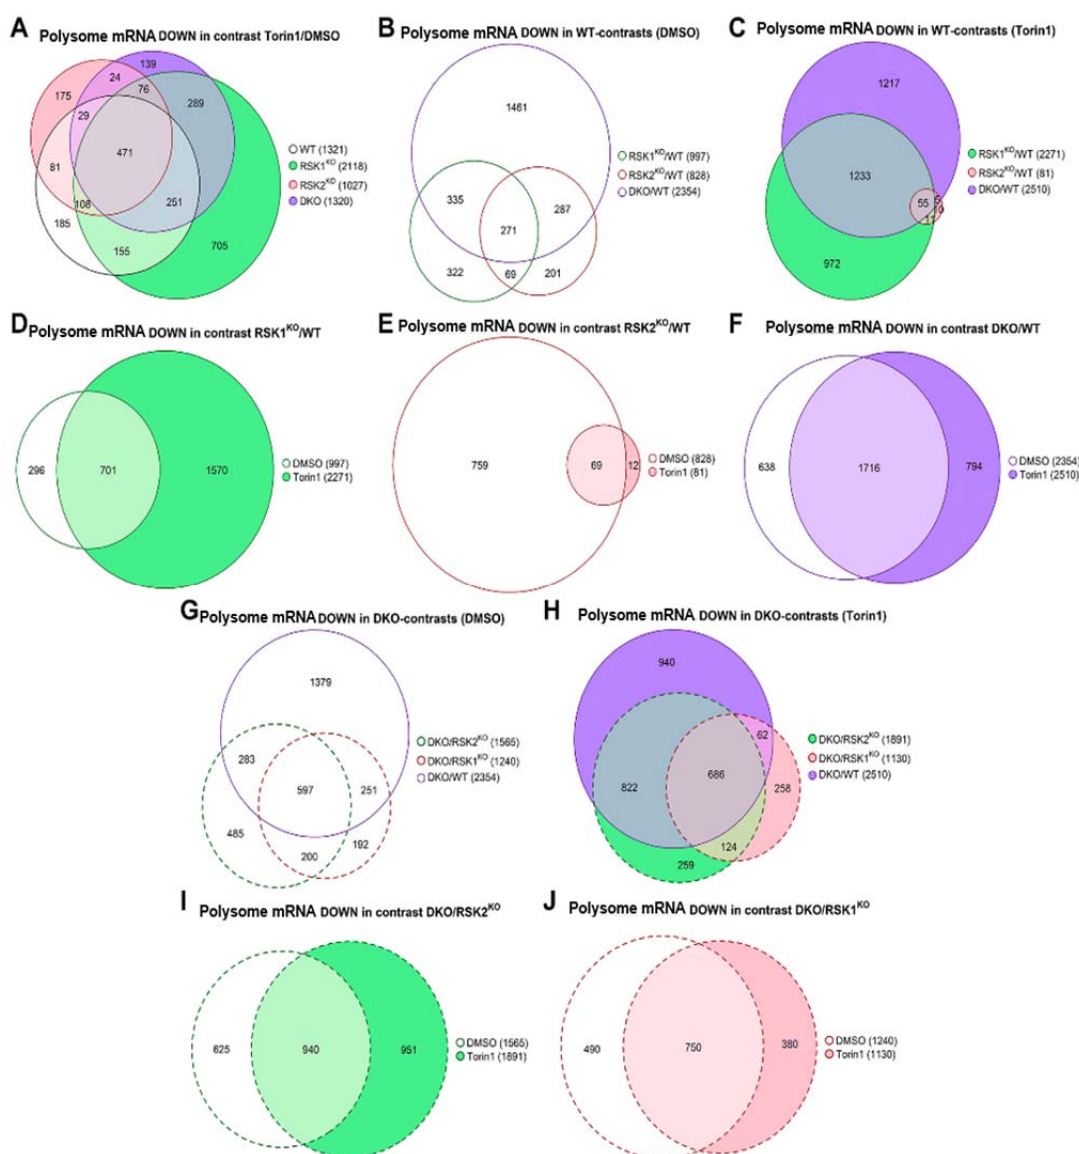 A Polysome mRNA DOWN in contrast Torin1/DMSO
139
24
76
175
289
29
471
81
108
251
185
155
705
WT (1321)
RSK1KO (2118)
RSK2KO (1027)
DKO (1320)
B Polysome mRNA DOWN in WT-contrasts (DMSO)
1461
335
287
271
322
69
201
RSK1KO/WT (997)
RSK2KO/WT (828)
DKO/WT (2354)
C Polysome mRNA DOWN in WT-contrasts (Torin1)
1217
1233
55
10
11
972
RSK1KO/WT (2271)
RSK2KO/WT (81)
DKO/WT (2510)
D Polysome mRNA DOWN in contrast RSK1KO/WT
296
701
1570
DMSO (997)
Torin1 (2271)
E Polysome mRNA DOWN in contrast RSK2KO/WT
759
69
12
DMSO (828)
Torin1 (81)
F Polysome mRNA DOWN in contrast DKO/WT
638
1716
794
DMSO (2354)
Torin1 (2510)
G Polysome mRNA DOWN in DKO-contrasts (DMSO)
1379
283
597
251
485
200
192
DKO/RSK2KO (1565)
DKO/RSK1KO (1240)
DKO/WT (2354)
H Polysome mRNA DOWN in DKO-contrasts (Torin1)
940
62
686
822
258
124
259
DKO/RSK2KO (1891)
DKO/RSK1KO (1130)
DKO/WT (2510)
I Polysome mRNA DOWN in contrast DKO/RSK2KO
625
940
951
DMSO (1565)
Torin1 (1891)
J Polysome mRNA DOWN in contrast DKO/RSK1KO
490
750
380
DMSO (1240)
Torin1 (1130)